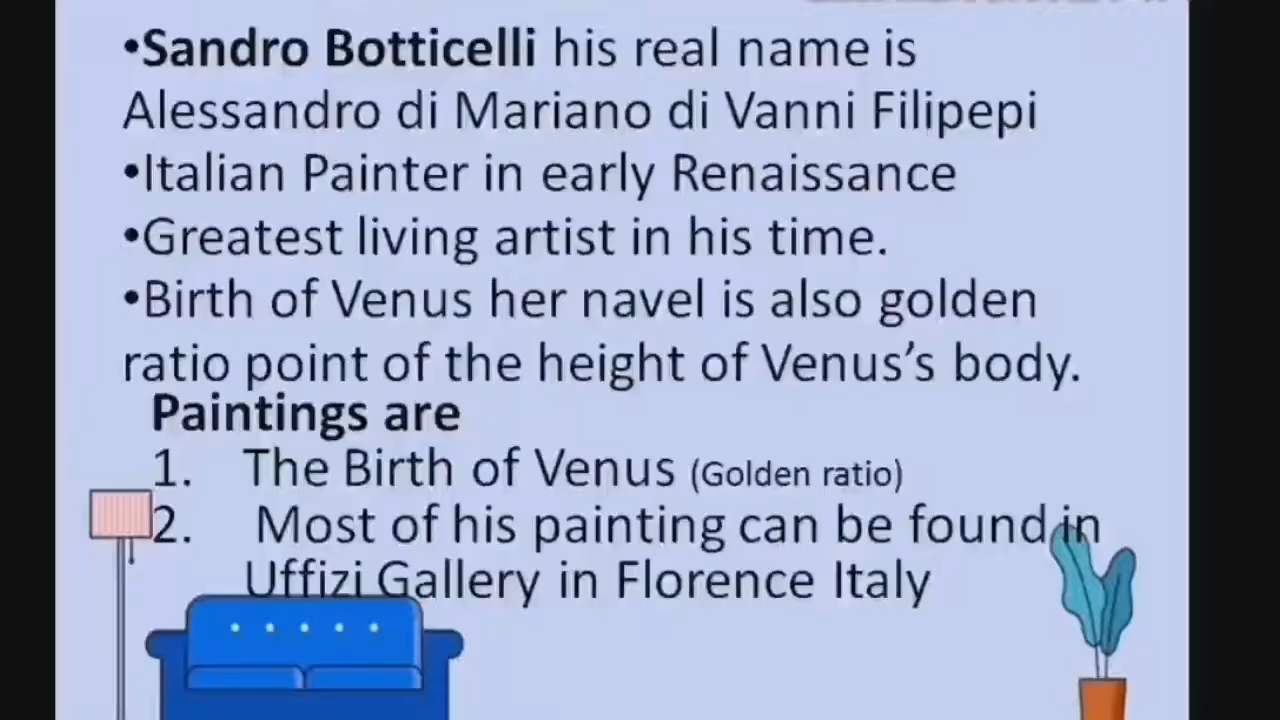 •Sandro Botticelli his real name is
Alessandro di Mariano di Vanni Filipepi
•Italian Painter in early Renaissance
•Greatest living artist in his time.
•Birth of Venus her navel is also golden
ratio point of the height of Venus’s body.
Paintings are
1. The Birth of Venus (Golden ratio)
2. Most of his painting can be found in
Uffizi Gallery in Florence Italy